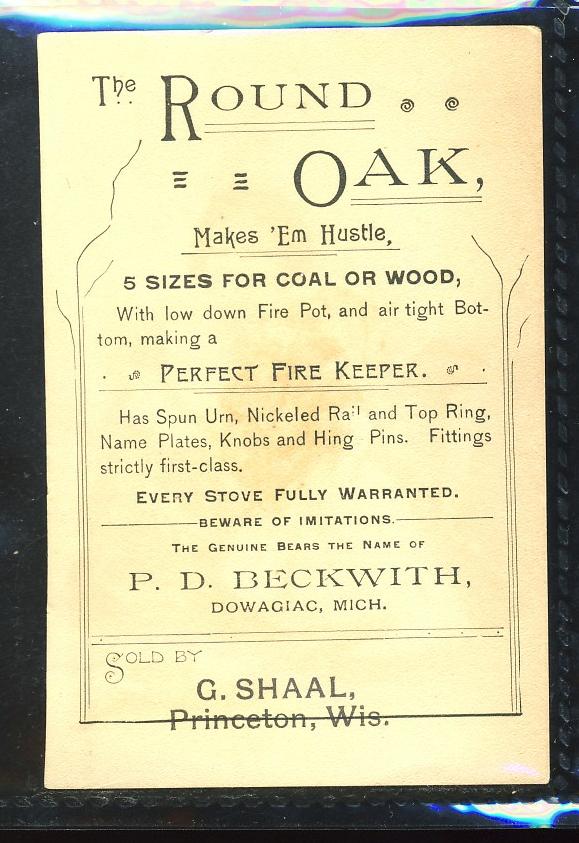 The ROUND
OAK,
Makes 'Em Hustle,
5 SIZES FOR COAL OR WOOD,
With low down Fire Pot, and air tight Bot-
tom, making a
PERFECT FIRE KEEPER.
Has Spun Urn, Nickeled Rail and Top Ring,
Name Plates, Knobs and Hing Pins. Fittings
strictly first-class.
EVERY STOVE FULLY WARRANTED.
BEWARE OF IMITATIONS.
THE GENUINE BEARS THE NAME OF
P. D. BECKWITH,
DOWAGIAC, MICH.
SOLD BY
G. SHAAL,
Princeton, Wis.